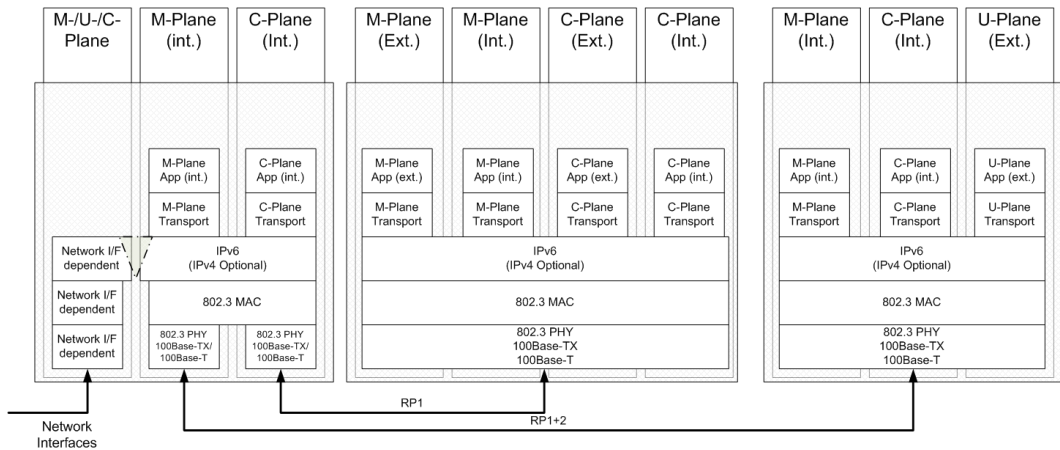 M-/U-/C-
Plane
M-Plane
(int.)
C-Plane
(Int.)
M-Plane
(Ext.)
M-Plane
(Int.)
C-Plane
(Ext.)
C-Plane
(Int.)
M-Plane
(Int.)
C-Plane
(Int.)
U-Plane
(Ext.)
M-Plane
App (int.)
C-Plane
App (int.)
M-Plane
App (ext.)
M-Plane
App (int.)
C-Plane
App (ext.)
C-Plane
App (int.)
M-Plane
App (int.)
C-Plane
App (int.)
U-Plane
App (ext.)
M-Plane
Transport
C-Plane
Transport
M-Plane
Transport
M-Plane
Transport
C-Plane
Transport
C-Plane
Transport
M-Plane
Transport
C-Plane
Transport
U-Plane
Transport
Network I/F
dependent
IPv6
(IPv4 Optional)
IPv6
(IPv4 Optional)
IPv6
(IPv4 Optional)
Network I/F
dependent
802.3 MAC
802.3 MAC
802.3 MAC
Network I/F
dependent
802.3 PHY
100Base-TX/
100Base-T
802.3 PHY
100Base-TX/
100Base-T
802.3 PHY
100Base-TX
100Base-T
802.3 PHY
100Base-TX
100Base-T
RP1
RP1+2
Network
Interfaces